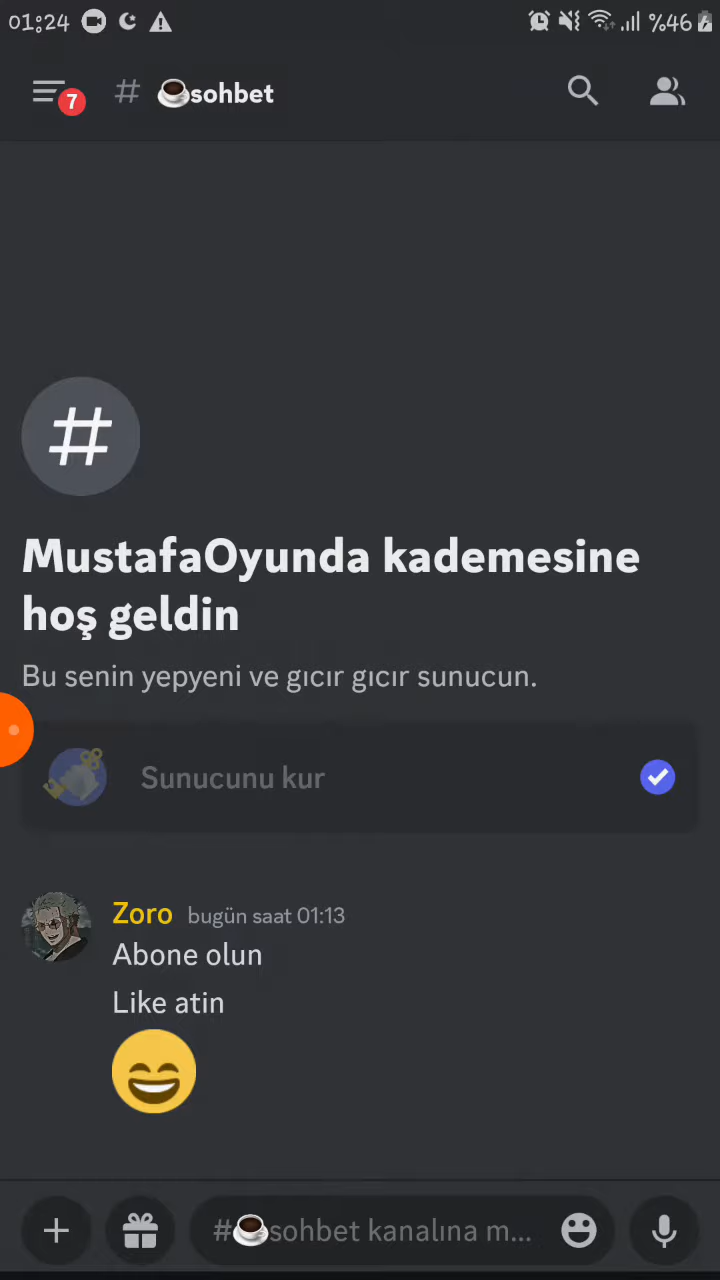 01:24 %46
7 # ☕sohbet
#
MustafaOyunda kademesine
hoş geldin
Bu senin yepyeni ve gıcır gıcır sunucun.
Sunucunu kur
Zoro bugün saat 01:13
Abone olun
Like atin
😄
#☕sohbet kanalına m...